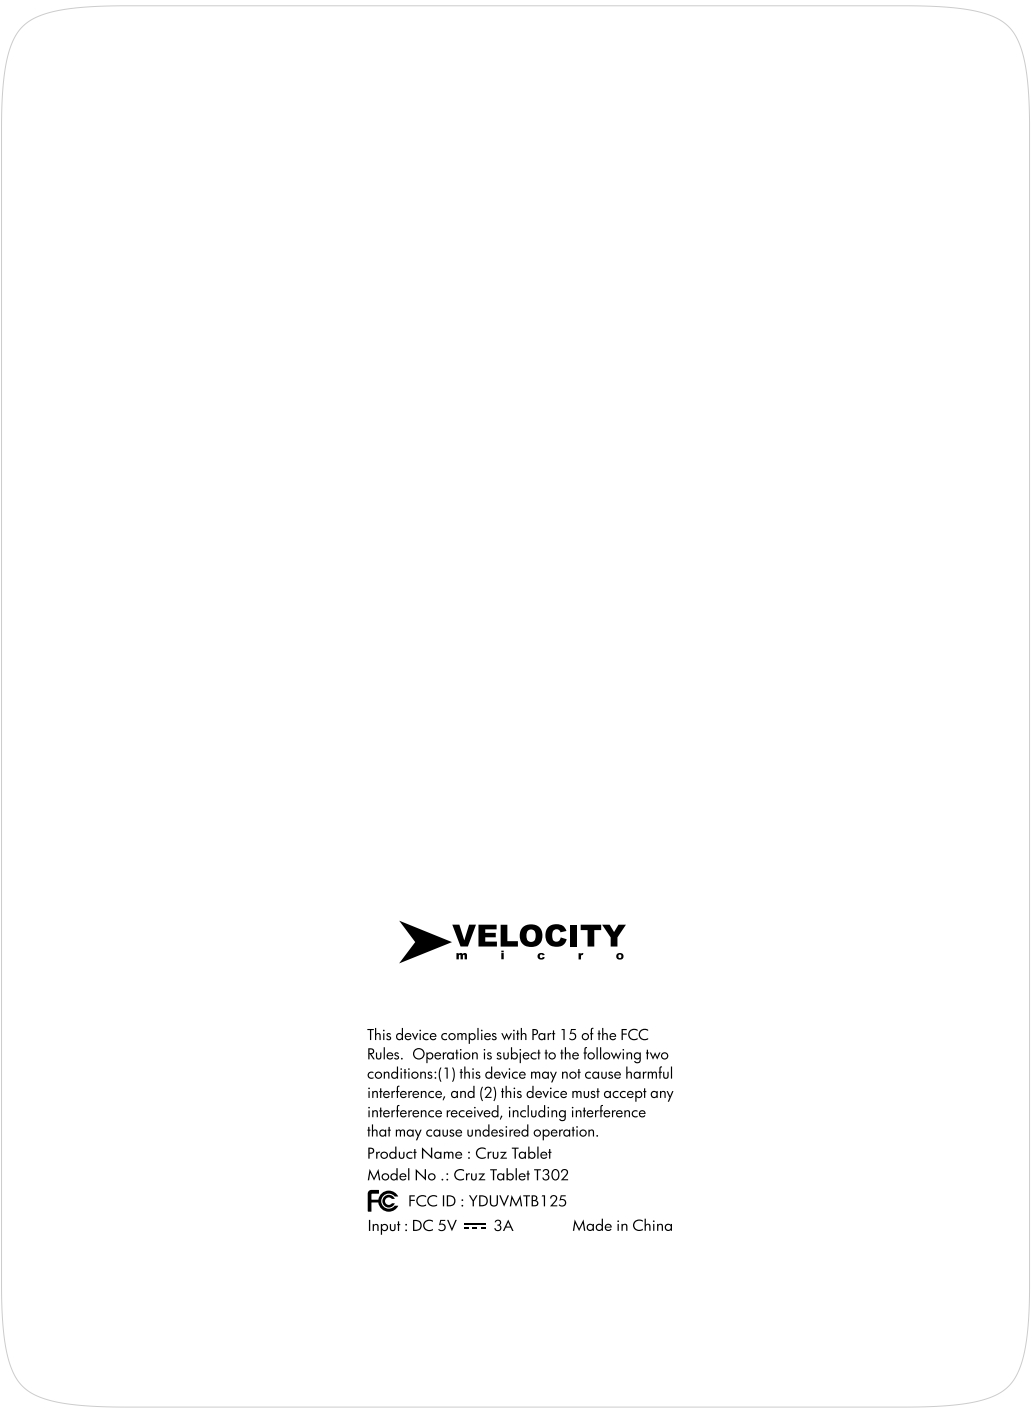 VELOCITY
micro
This device complies with Part 15 of the FCC
Rules.  Operation is subject to the following two
conditions:(1) this device may not cause harmful
interference, and (2) this device must accept any
interference received, including interference
that may cause undesired operation.
Product Name : Cruz Tablet
Model No .: Cruz Tablet T302
FC FCC ID : YDUVMTB125
Input : DC 5V ⎓ 3A Made in China